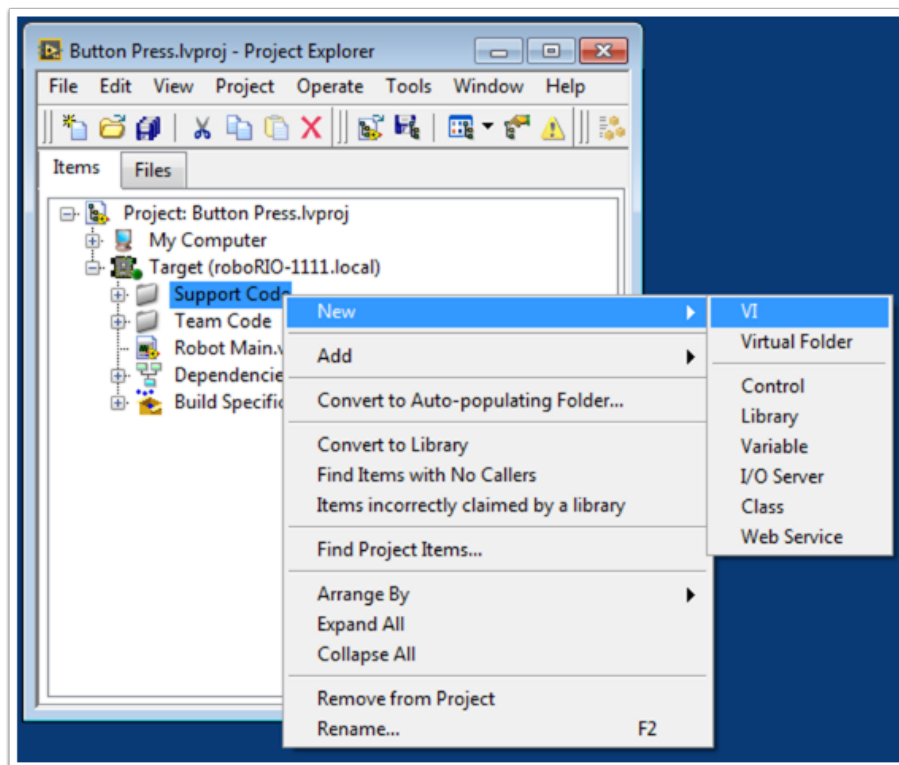 Button Press.lvproj - Project Explorer
File Edit View Project Operate Tools Window Help
Items Files
Project: Button Press.lvproj
My Computer
Target (roboRIO-1111.local)
Support Code
Team Code
Robot Main.v
Dependencie
Build Specific
New
Add
Convert to Auto-populating Folder...
Convert to Library
Find Items with No Callers
Items incorrectly claimed by a library
Find Project Items...
Arrange By
Expand All
Collapse All
Remove from Project
Rename... F2
VI
Virtual Folder
Control
Library
Variable
I/O Server
Class
Web Service